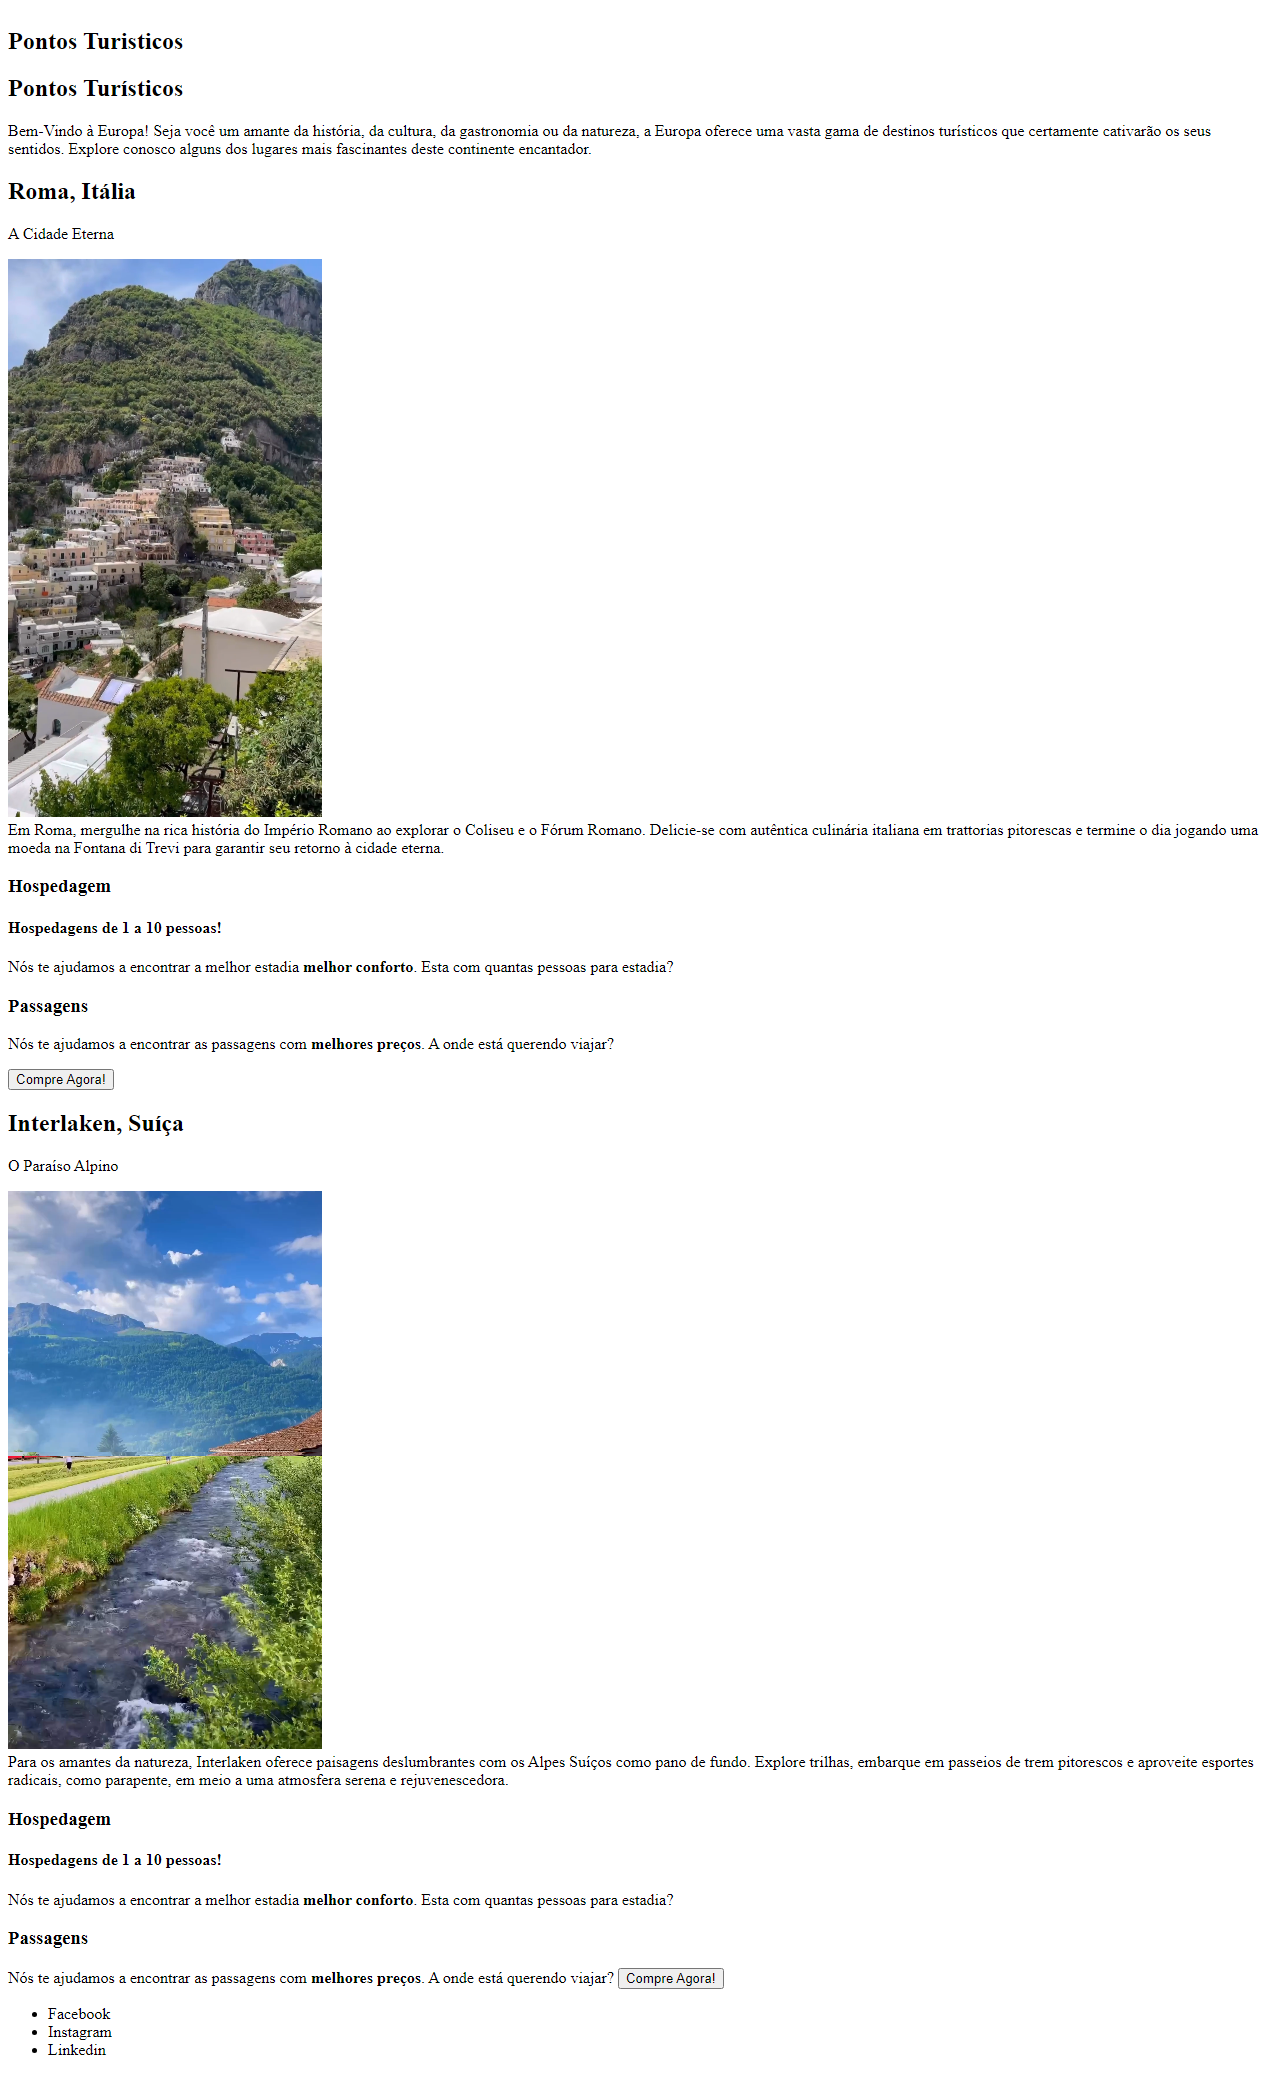 Pontos Turisticos
Pontos Turísticos
Bem-Vindo à Europa! Seja você um amante da história, da cultura, da gastronomia ou da natureza, a Europa oferece uma vasta gama de destinos turísticos que certamente cativarão os seus
sentidos. Explore conosco alguns dos lugares mais fascinantes deste continente encantador.
Roma, Itália
A Cidade Eterna
Em Roma, mergulhe na rica história do Império Romano ao explorar o Coliseu e o Fórum Romano. Delicie-se com autêntica culinária italiana em trattorias pitorescas e termine o dia jogando uma
moeda na Fontana di Trevi para garantir seu retorno à cidade eterna.
Hospedagem
Hospedagens de 1 a 10 pessoas!
Nós te ajudamos a encontrar a melhor estadia melhor conforto. Esta com quantas pessoas para estadia?
Passagens
Nós te ajudamos a encontrar as passagens com melhores preços. A onde está querendo viajar?
Compre Agora!
Interlaken, Suíça
O Paraíso Alpino
Para os amantes da natureza, Interlaken oferece paisagens deslumbrantes com os Alpes Suíços como pano de fundo. Explore trilhas, embarque em passeios de trem pitorescos e aproveite esportes
radicais, como parapente, em meio a uma atmosfera serena e rejuvenescedora.
Hospedagem
Hospedagens de 1 a 10 pessoas!
Nós te ajudamos a encontrar a melhor estadia melhor conforto. Esta com quantas pessoas para estadia?
Passagens
Nós te ajudamos a encontrar as passagens com melhores preços. A onde está querendo viajar? Compre Agora!
• Facebook
• Instagram
• Linkedin